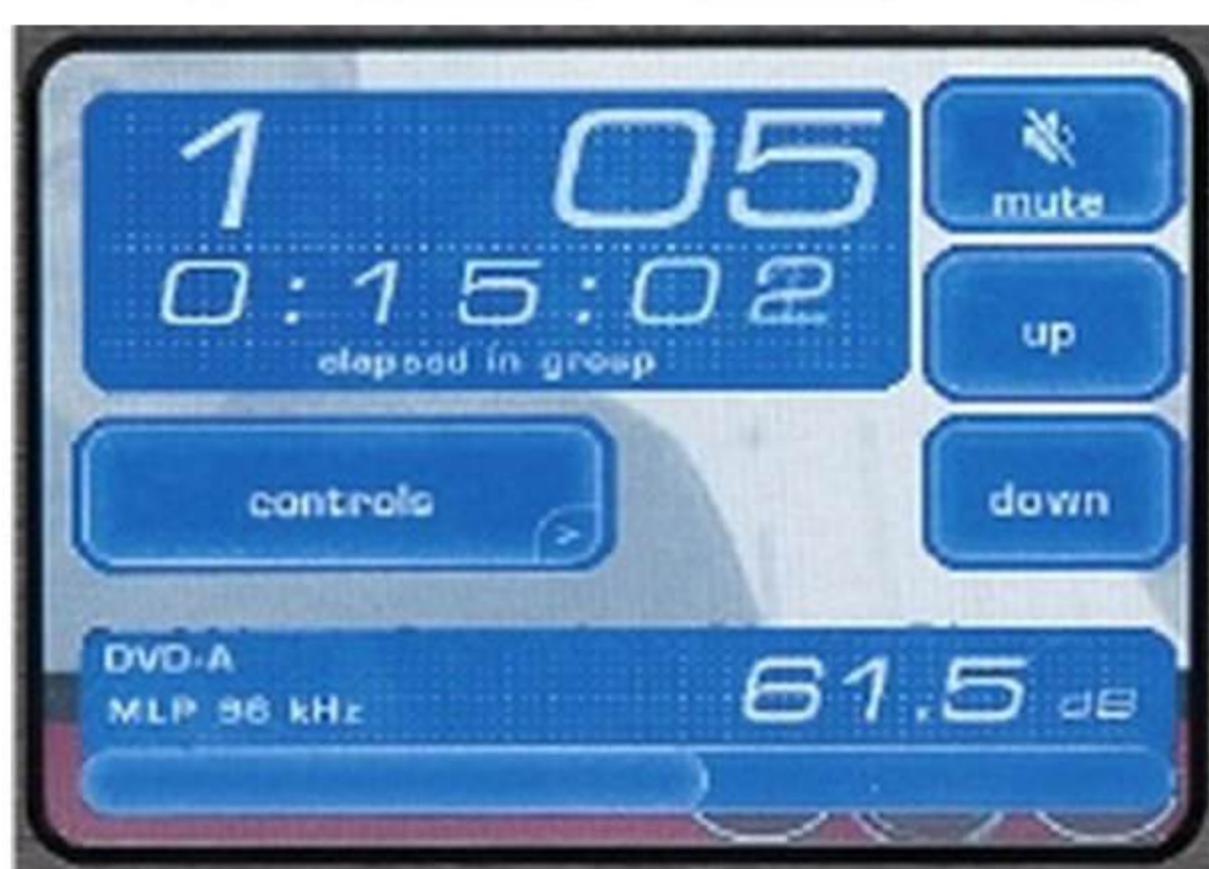 1 05
0:15:02
elapsed in group
mute
up
down
controls
>
DVD-A
MLP 96 kHz
61.5 dB